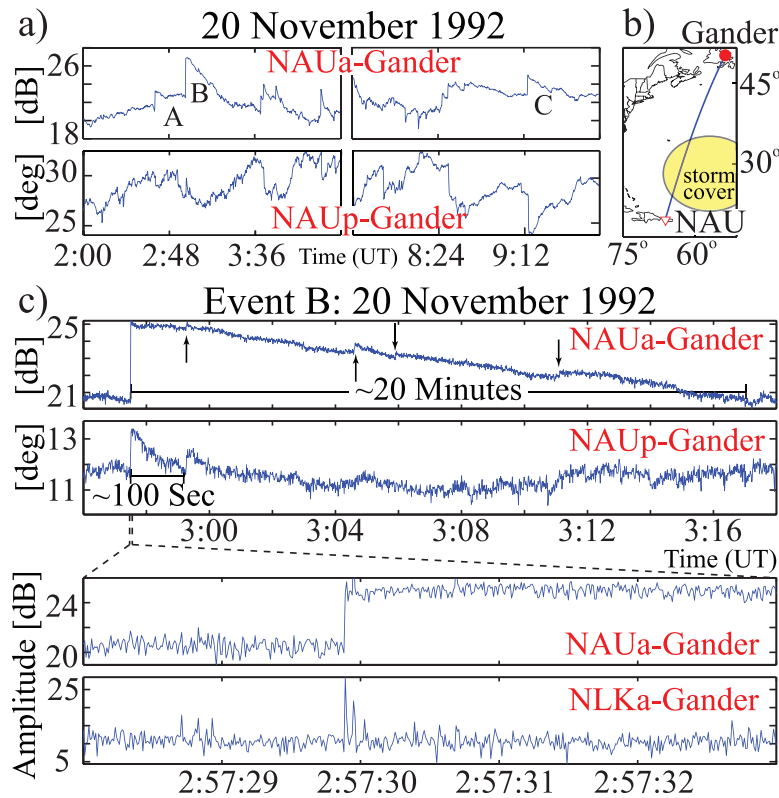 a) 20 November 1992
26
18
[dB]
NAUa-Gander
A
B
C
30
25
[deg]
NAUp-Gander
2:00 2:48 3:36 Time (UT) 8:24 9:12
b) Gander
45°
30°
storm
cover
NAU
75° 60°
c) Event B: 20 November 1992
25
21
[dB]
NAUa-Gander
~20 Minutes
13
11
[deg]
NAUp-Gander
~100 Sec
3:00 3:04 3:08 3:12 3:16
Time (UT)
24
20
Amplitude [dB]
NAUa-Gander
25
5
NLKa-Gander
2:57:29 2:57:30 2:57:31 2:57:32